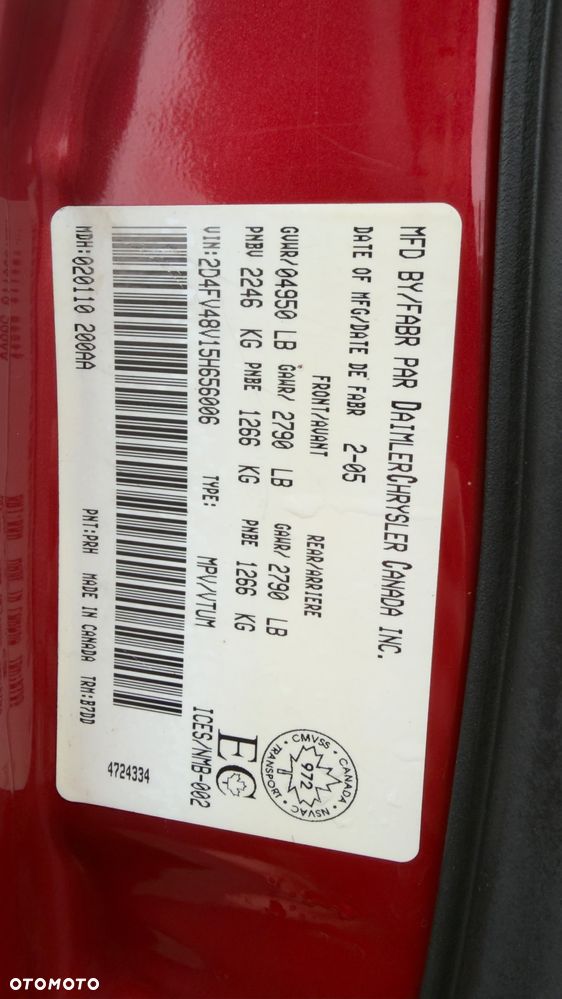 MFD BY/FABR PAR DAIMLERCHRYSLER CANADA INC.
DATE OF MFG/DATE DE FABR 2-05
FRONT/AVANT REAR/ARRIERE
GVWR/04950 LB GAWR/ 2790 LB GAWR/ 2790 LB
PNBV 2246 KG PNBE 1266 KG PNBE 1266 KG
VIN:2D4FV48V15H656006 TYPE: MPV/VTUM ICES/NMB-002
MDH:020110 200AA PNT:PRH MADE IN CANADA TRM:B7DD
4724334
EC
CANADA
CMVSS
972
NSVAC
TRANSPORT
OTOMOTO